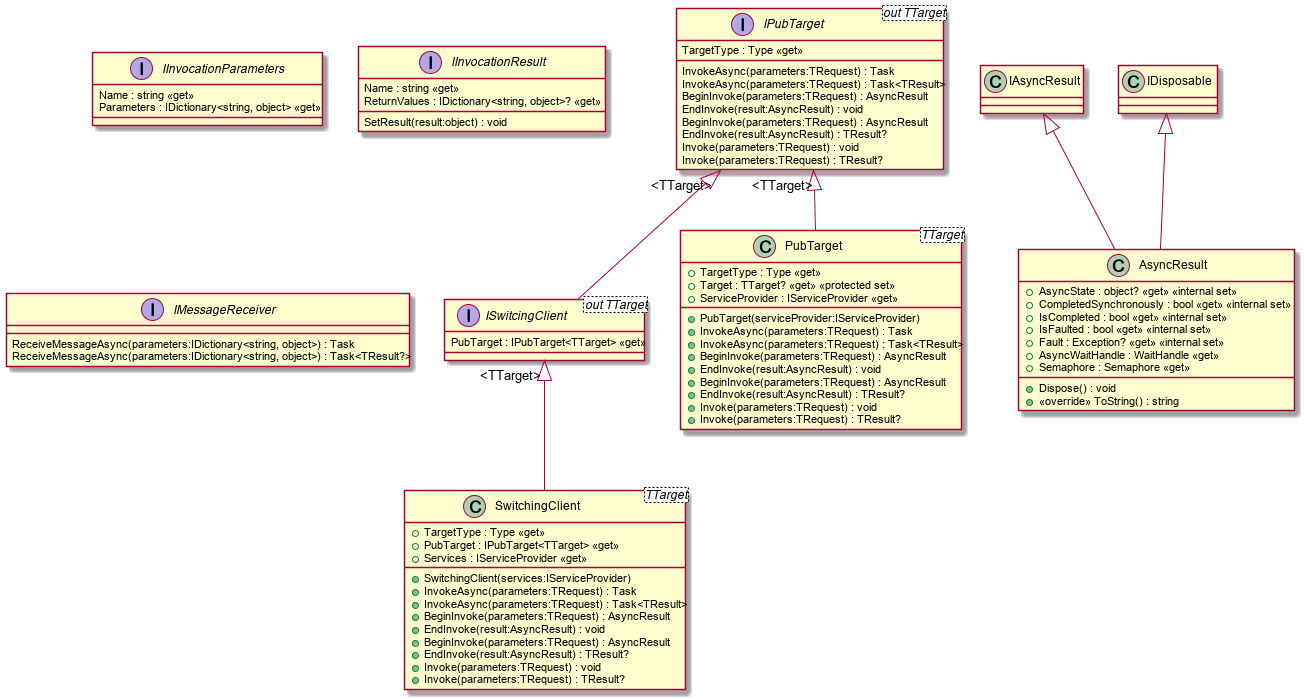 I IInvocationParameters
Name : string «get»
Parameters : IDictionary<string, object> «get»
I IInvocationResult
Name : string «get»
ReturnValues : IDictionary<string, object>? «get»
SetResult(result:object) : void
I IPubTarget
out TTarget
TargetType : Type «get»
InvokeAsync(parameters:TRequest) : Task
InvokeAsync(parameters:TRequest) : Task<TResult>
BeginInvoke(parameters:TRequest) : AsyncResult
EndInvoke(result:AsyncResult) : void
BeginInvoke(parameters:TRequest) : AsyncResult
EndInvoke(result:AsyncResult) : TResult?
Invoke(parameters:TRequest) : void
Invoke(parameters:TRequest) : TResult?
C IAsyncResult
C IDisposable
<TTarget>
<TTarget>
I IMessageReceiver
ReceiveMessageAsync(parameters:IDictionary<string, object>) : Task
ReceiveMessageAsync(parameters:IDictionary<string, object>) : Task<TResult?>
I ISwitcingClient
out TTarget
PubTarget : IPubTarget<TTarget> «get»
<TTarget>
C PubTarget
TTarget
TargetType : Type «get»
Target : TTarget? «get» «protected set»
ServiceProvider : IServiceProvider «get»
PubTarget(serviceProvider:IServiceProvider)
InvokeAsync(parameters:TRequest) : Task
InvokeAsync(parameters:TRequest) : Task<TResult>
BeginInvoke(parameters:TRequest) : AsyncResult
EndInvoke(result:AsyncResult) : void
BeginInvoke(parameters:TRequest) : AsyncResult
EndInvoke(result:AsyncResult) : TResult?
Invoke(parameters:TRequest) : void
Invoke(parameters:TRequest) : TResult?
C AsyncResult
AsyncState : object? «get» «internal set»
CompletedSynchronously : bool «get» «internal set»
IsCompleted : bool «get» «internal set»
IsFaulted : bool «get» «internal set»
Fault : Exception? «get» «internal set»
AsyncWaitHandle : WaitHandle «get»
Semaphore : Semaphore «get»
Dispose() : void
«override» ToString() : string
C SwitchingClient
TTarget
TargetType : Type «get»
PubTarget : IPubTarget<TTarget> «get»
Services : IServiceProvider «get»
SwitchingClient(services:IServiceProvider)
InvokeAsync(parameters:TRequest) : Task
InvokeAsync(parameters:TRequest) : Task<TResult>
BeginInvoke(parameters:TRequest) : AsyncResult
EndInvoke(result:AsyncResult) : void
BeginInvoke(parameters:TRequest) : AsyncResult
EndInvoke(result:AsyncResult) : TResult?
Invoke(parameters:TRequest) : void
Invoke(parameters:TRequest) : TResult?